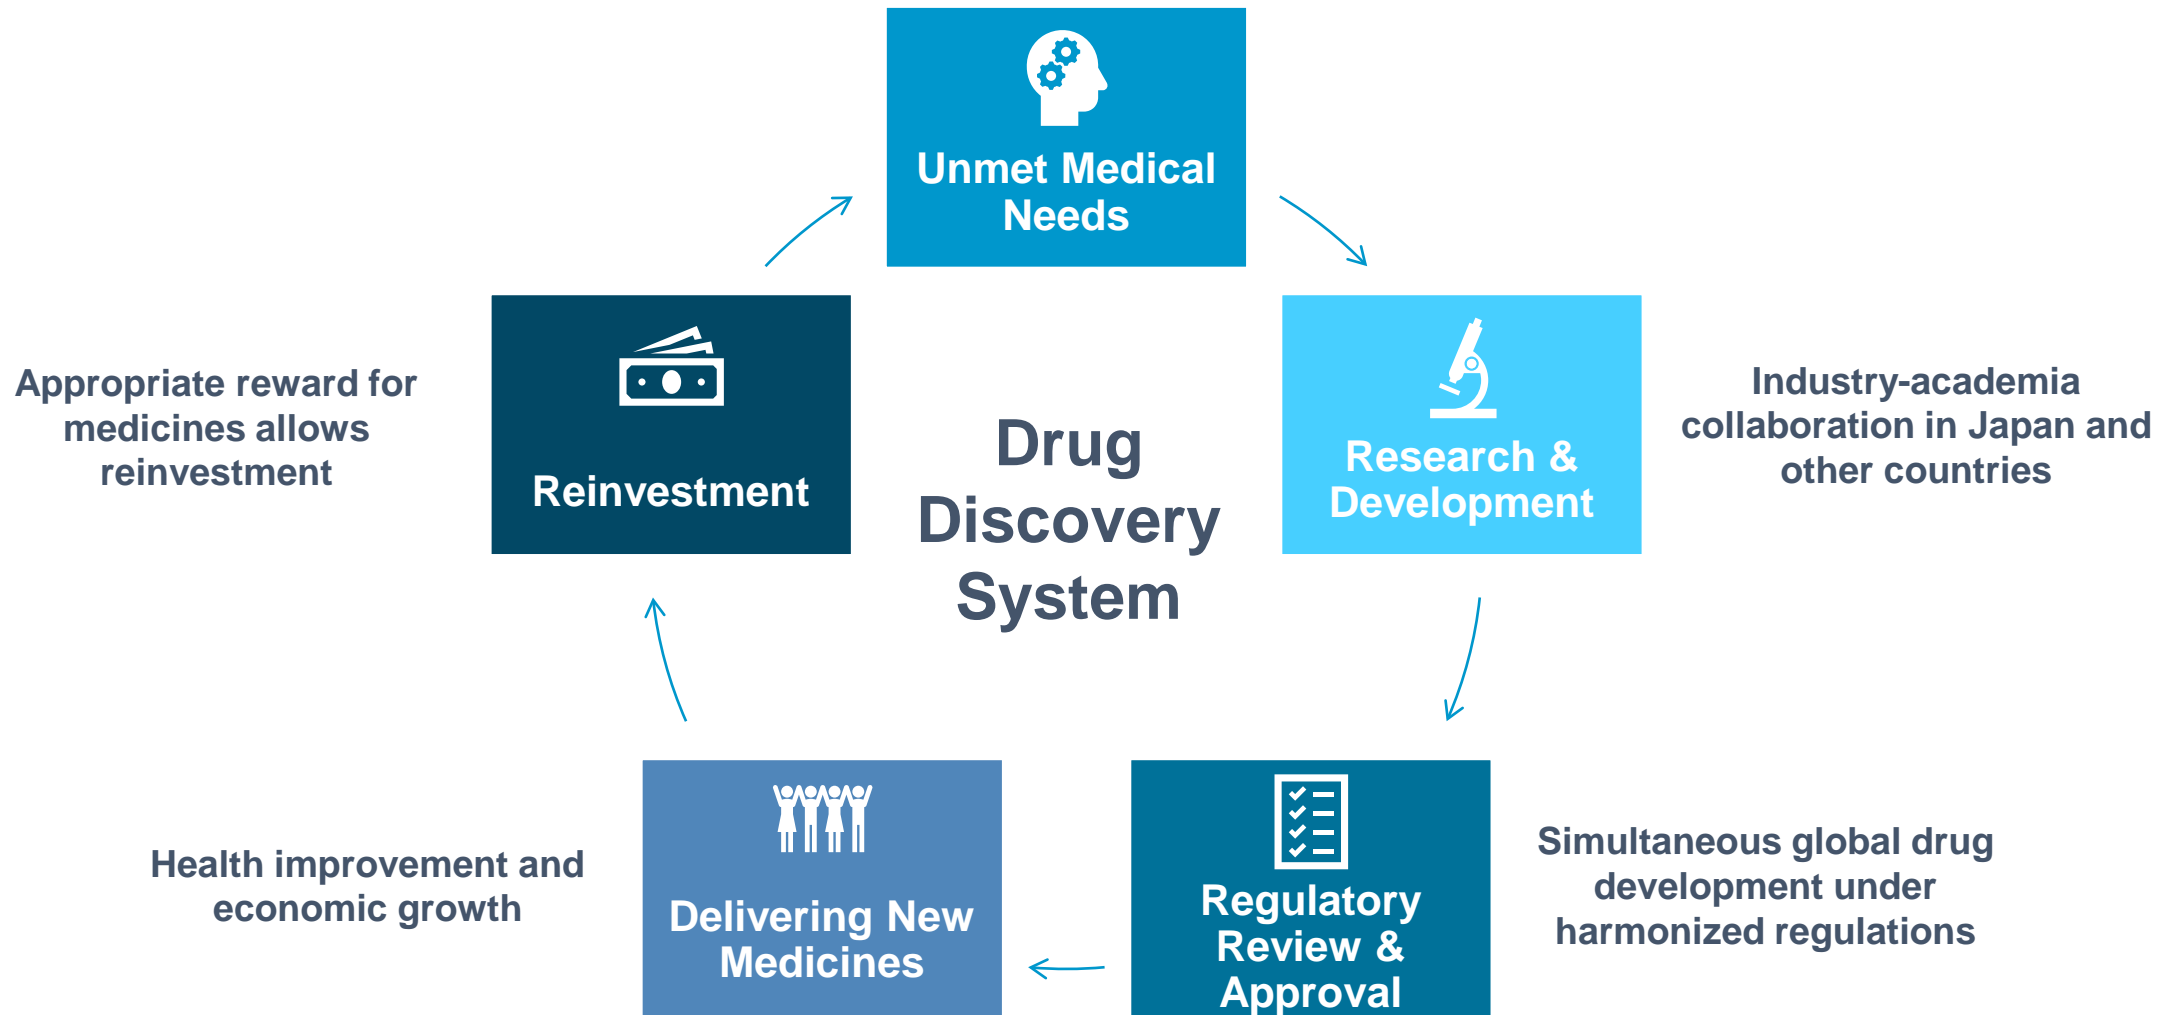 Unmet Medical
Needs
Appropriate reward for
medicines allows
reinvestment
Reinvestment
Drug
Discovery
System
Research &
Development
Industry-academia
collaboration in Japan and
other countries
Health improvement and
economic growth
Delivering New
Medicines
Regulatory
Review &
Approval
Simultaneous global drug
development under
harmonized regulations